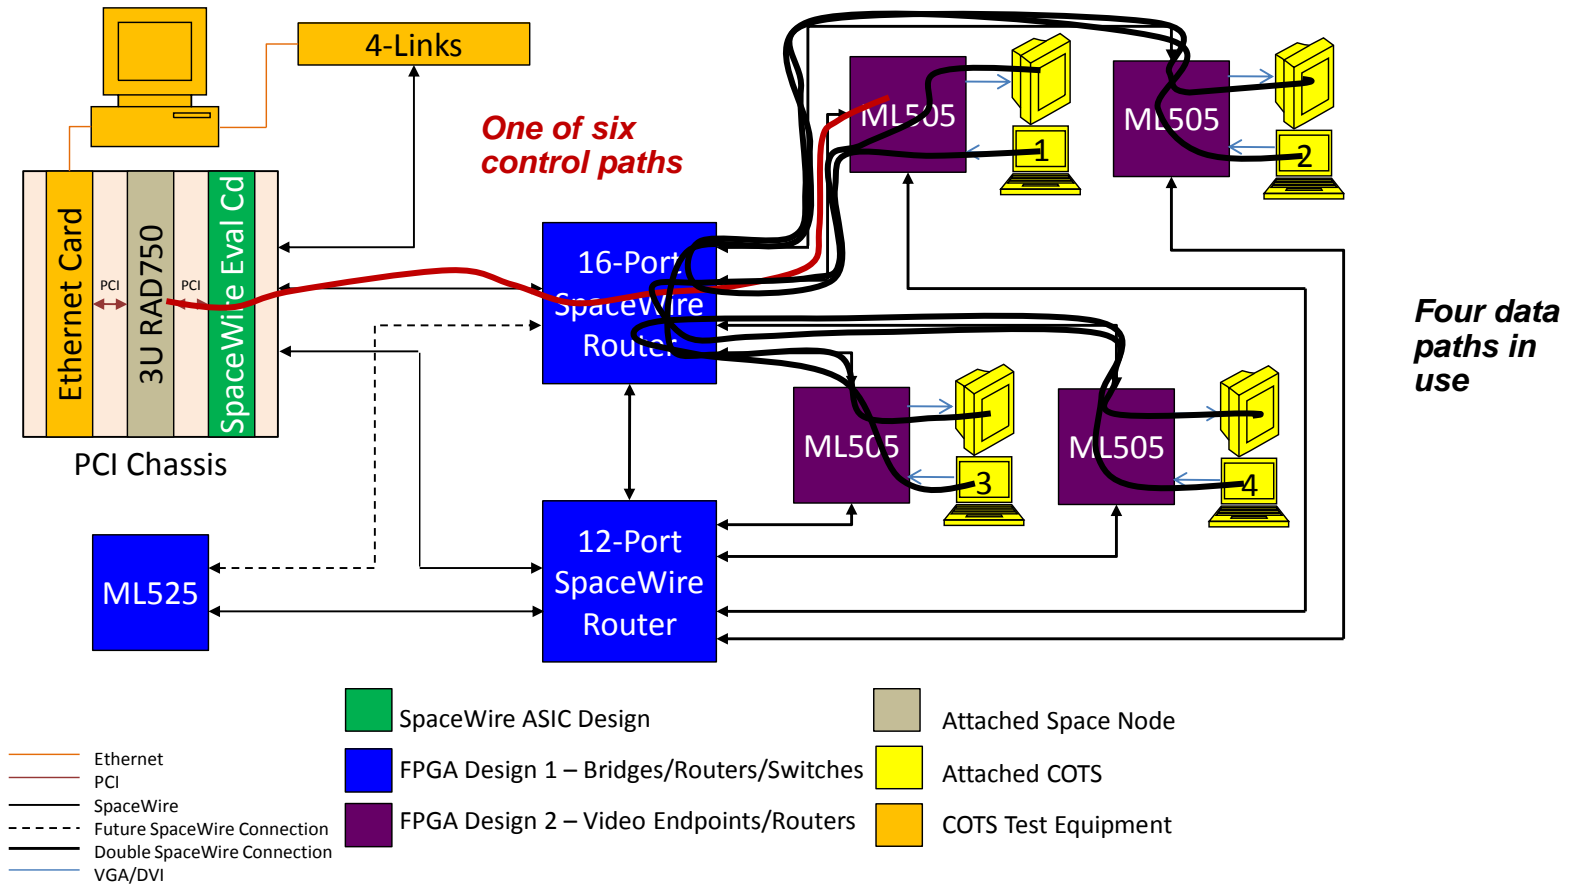 4-Links
One of six
control paths
ML505
1
ML505
2
Ethernet Card
PCI
3U RAD750
PCI
SpaceWire Eval Cd
PCI Chassis
16-Port
SpaceWire
Router
Four data
paths in
use
ML505
3
ML505
4
ML525
12-Port
SpaceWire
Router
SpaceWire ASIC Design
Attached Space Node
FPGA Design 1 – Bridges/Routers/Switches
Attached COTS
FPGA Design 2 – Video Endpoints/Routers
COTS Test Equipment
Ethernet
PCI
SpaceWire
Future SpaceWire Connection
Double SpaceWire Connection
VGA/DVI